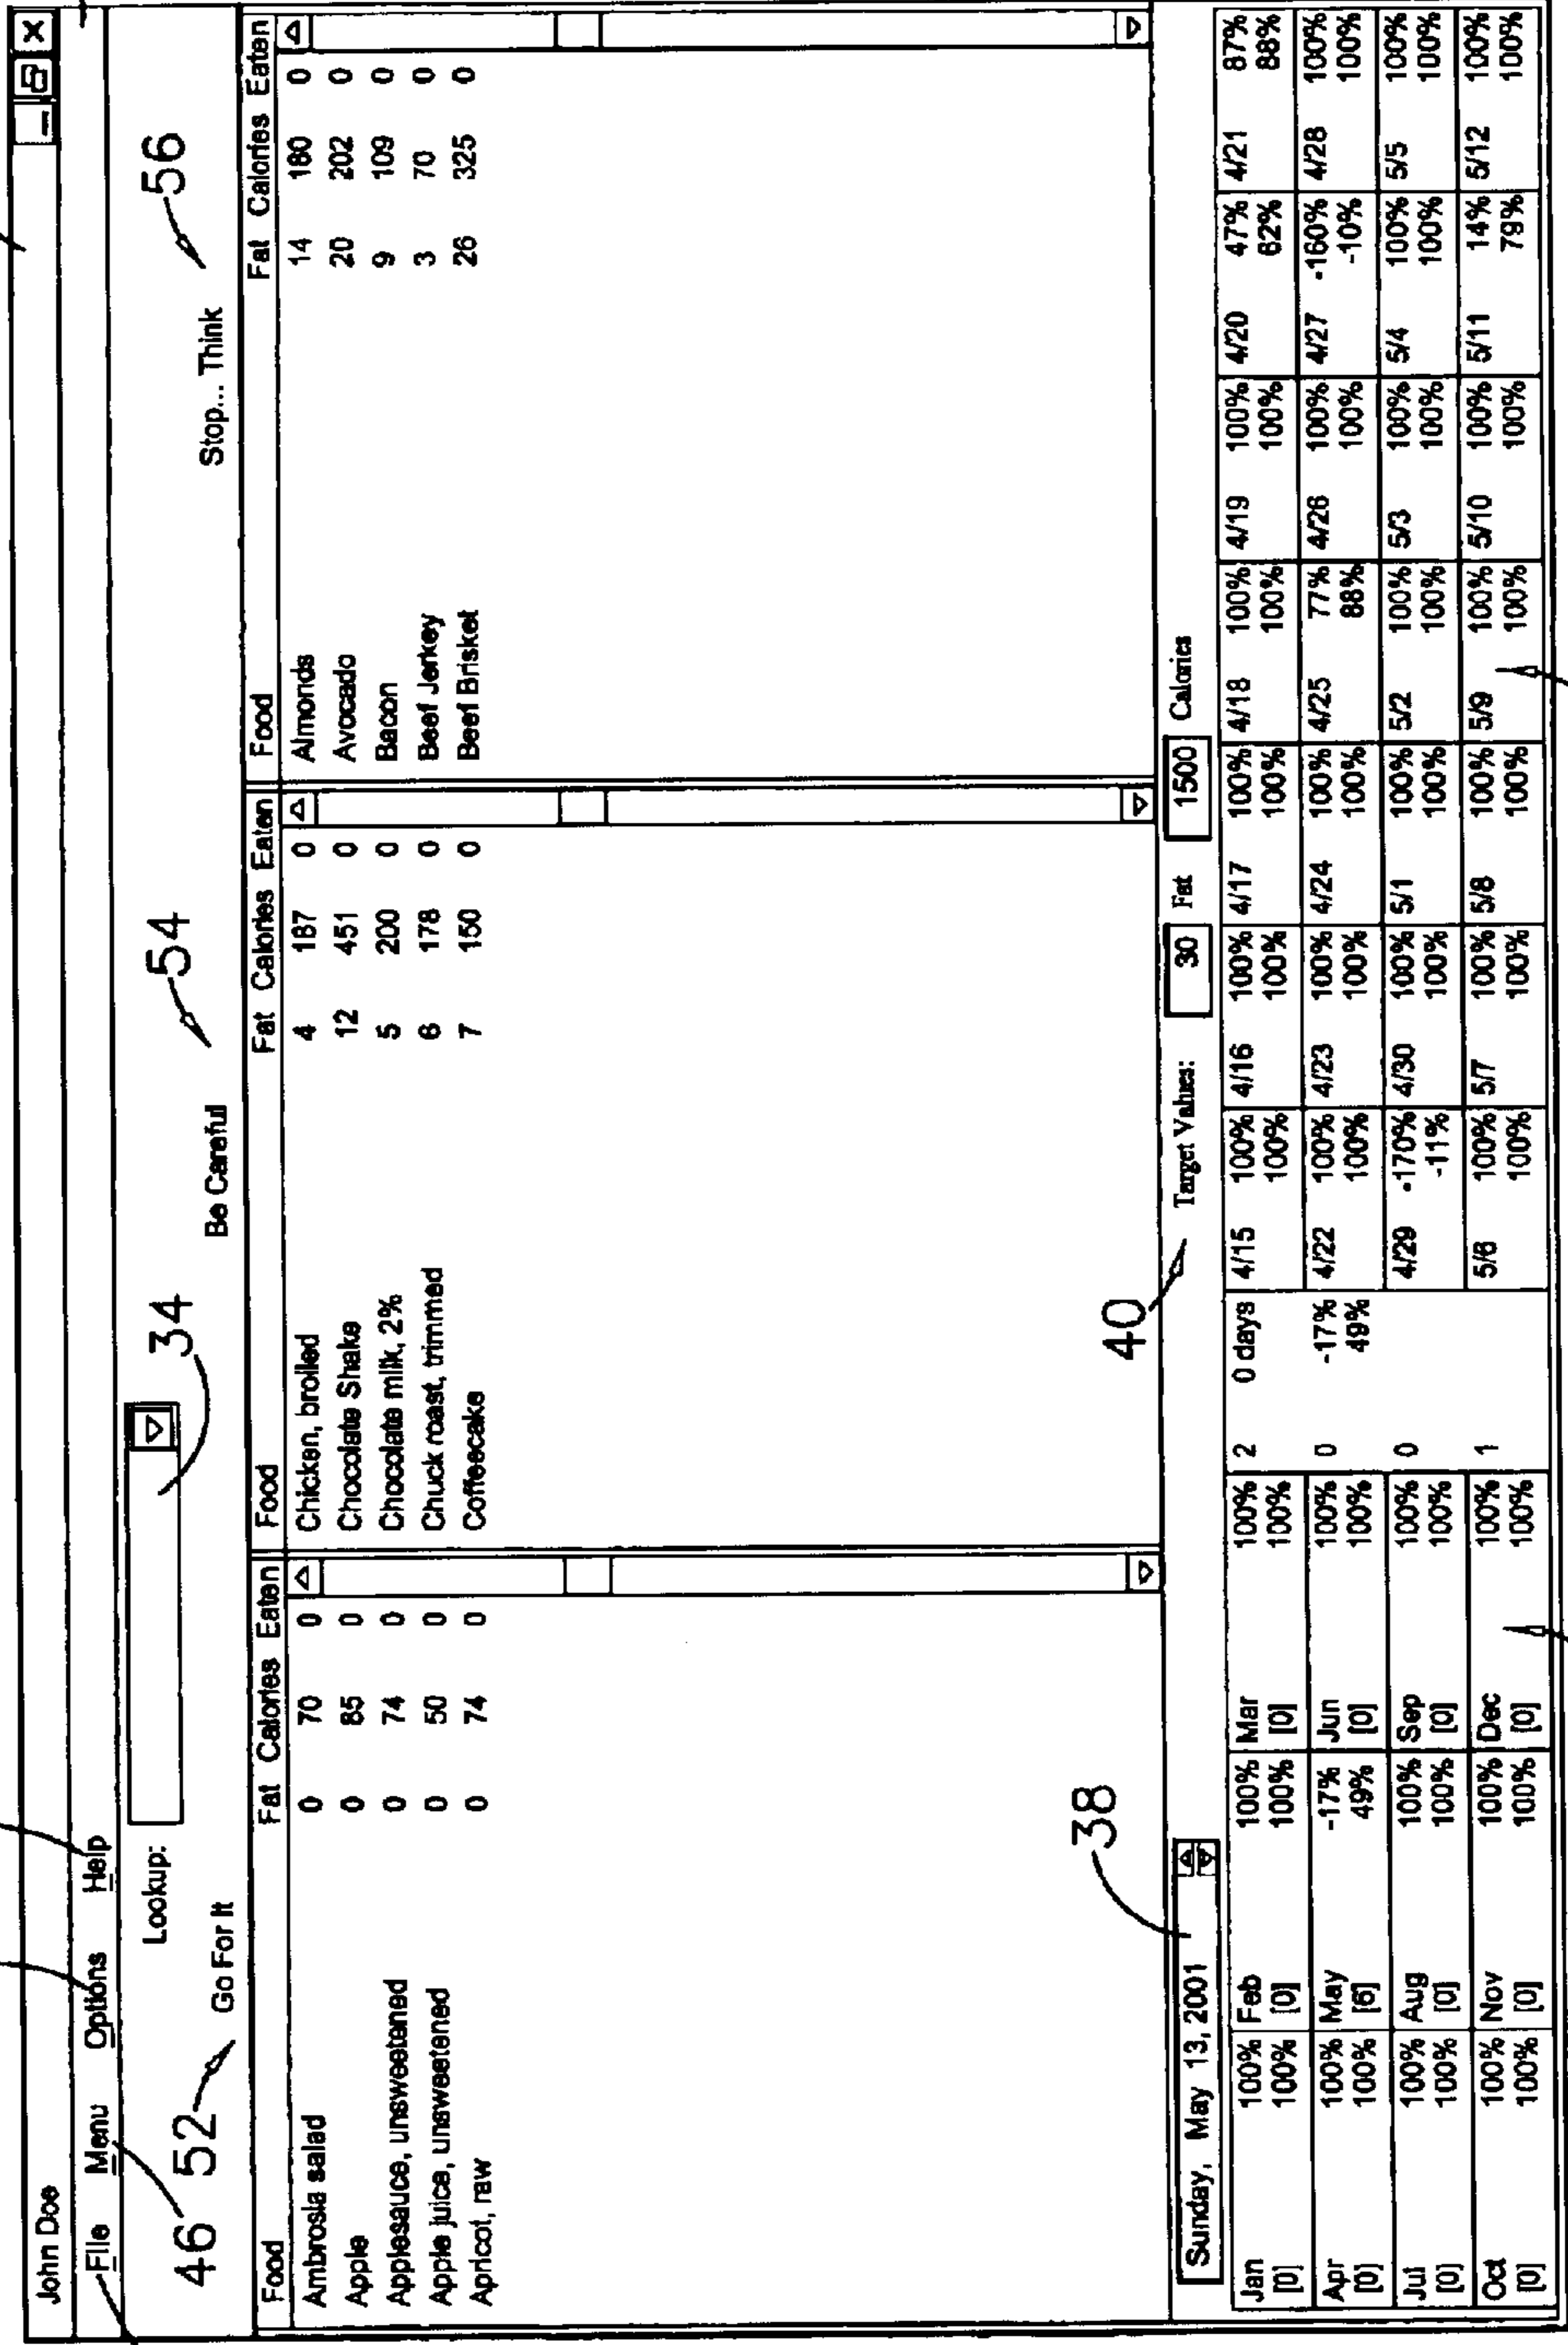 John Doe
File Menu Options Help
46
Lookup:
34
52 Go For It
Be Careful 54
Stop... Think 56
Food Fat Calories Eaten
Ambrosia salad 0 70 0
Apple 0 85 0
Applesauce, unsweetened 0 74 0
Apple juice, unsweetened 0 50 0
Apricot, raw 0 74 0
Food Fat Calories Eaten
Chicken, broiled 4 187 0
Chocolate Shake 12 451 0
Chocolate milk, 2% 5 200 0
Chuck roast, trimmed 6 178 0
Coffeecake 7 150 0
Food Fat Calories Eaten
Almonds 14 180 0
Avocado 20 202 0
Bacon 9 109 0
Beef Jerkey 3 70 0
Beef Brisket 26 325 0
38
40
Sunday, May 13, 2001
Target Values: 30 Fat 1500 Calories
Jan 100% Feb 100% Mar 100% 2 0 days 4/15 100% 4/16 100% 4/17 100% 4/18 100% 4/19 100% 4/20 47% 4/21 87%
[0] 100% [0] 100% [0] 100% 100% 100% 100% 100% 100% 62% 88%
Apr 100% May -17% Jun 100% 0 -17% 4/22 100% 4/23 100% 4/24 100% 4/25 77% 4/26 100% 4/27 -160% 4/28 100%
[0] 100% [6] 49% [0] 100% 49% 100% 100% 100% 88% 100% -10% 100%
Jul 100% Aug 100% Sep 100% 0 4/29 -170% 4/30 100% 5/1 100% 5/2 100% 5/3 100% 5/4 100% 5/5 100%
[0] 100% [0] 100% [0] 100% -11% 100% 100% 100% 100% 100% 100%
Oct 100% Nov 100% Dec 100% 1 5/6 100% 5/7 100% 5/8 100% 5/9 100% 5/10 100% 5/11 14% 5/12 100%
[0] 100% [0] 100% [0] 100% 100% 100% 100% 100% 100% 79% 100%